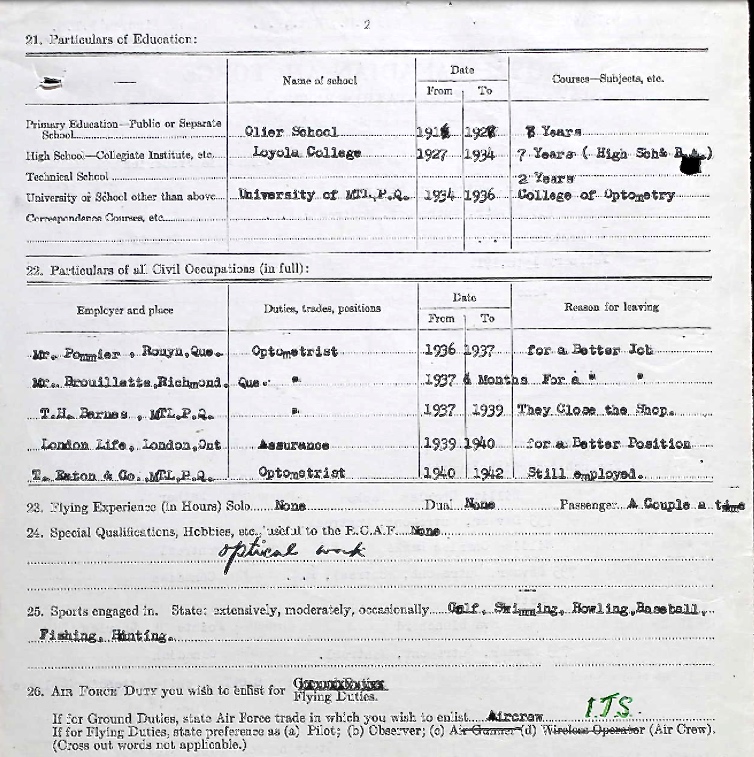 2
21. Particulars of Education:
Name of school Date Courses—Subjects, etc.
From To
Primary Education—Public or Separate
School Olier School 192 8 Years
High School—Collegiate Institute, etc. Loyola College 1927 1934 7 Years ( High Sch& B.A.)
Technical School 2 Years
University or School other than above University of MTL,P.Q. 1934 1936 College of Optometry
Correspondence Courses, etc.
22. Particulars of all Civil Occupations (in full):
Employer and place Duties, trades, positions Date Reason for leaving
From To
Mr. Pommier , Rouyn,Que. Optometrist 1936 1937 for a Better Job
Mr. Brouillette,Richmond. Que. " 1937 6 Months For a " "
T.H. Barnes , MTL,P.Q. " 1937 1939 They Close the Shop.
London Life, London,Ont Assurance 1939 1940 for a Better Position
T. Eaton & Co.,MTL,P.Q. Optometrist 1940 1942 Still employed.
23. Flying Experience (in Hours) Solo None Dual None Passenger A Couple a time
24. Special Qualifications, Hobbies, etc., useful to the R.C.A.F. None
optical work
25. Sports engaged in. State: extensively, moderately, occasionally Golf, Swimming, Bowling,Baseball,
Fishing, Hunting.
26. AIR FORCE DUTY you wish to enlist for Ground Duties
Flying Duties.
I.T.S.
If for Ground Duties, state Air Force trade in which you wish to enlist Aircrew
If for Flying Duties, state preference as (a) Pilot; (b) Observer; (c) Air Gunner (d) Wireless Operator (Air Crew).
(Cross out words not applicable.)